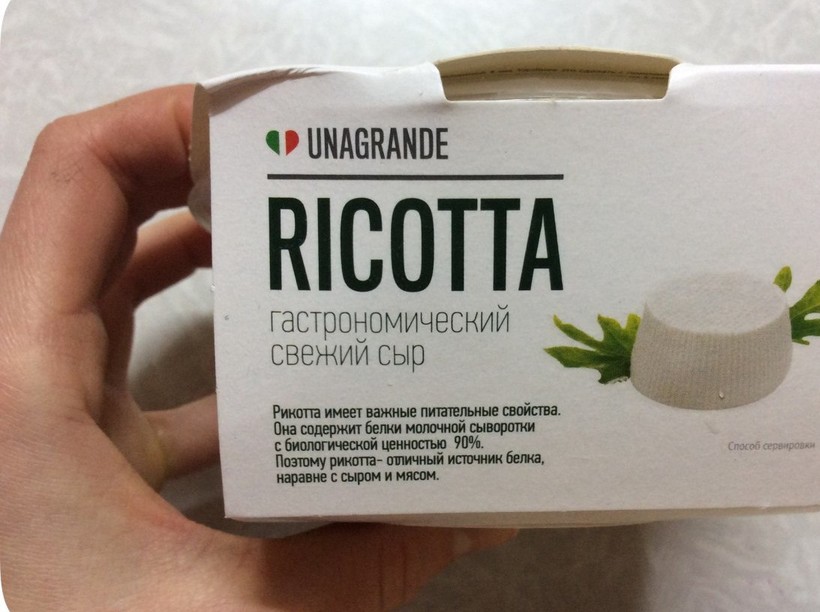 UNAGRANDE
RICOTTA
гастрономический
свежий сыр
Рикотта имеет важные питательные свойства.
Она содержит белки молочной сыворотки
с биологической ценностью 90%.
Поэтому рикотта- отличный источник белка,
наравне с сыром и мясом.
Способ сервировки